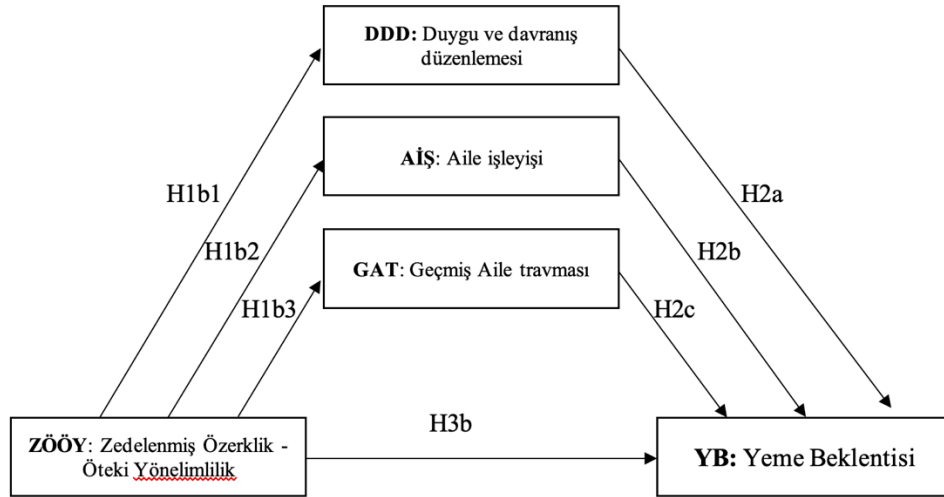 DDD: Duygu ve davranış
düzenlemesi
AİŞ: Aile işleyişi
GAT: Geçmiş Aile travması
H1b1
H1b2
H1b3
H2a
H2b
H2c
H3b
ZÖÖY: Zedelenmiş Özerklik -
Öteki Yönelimlilik
YB: Yeme Beklentisi